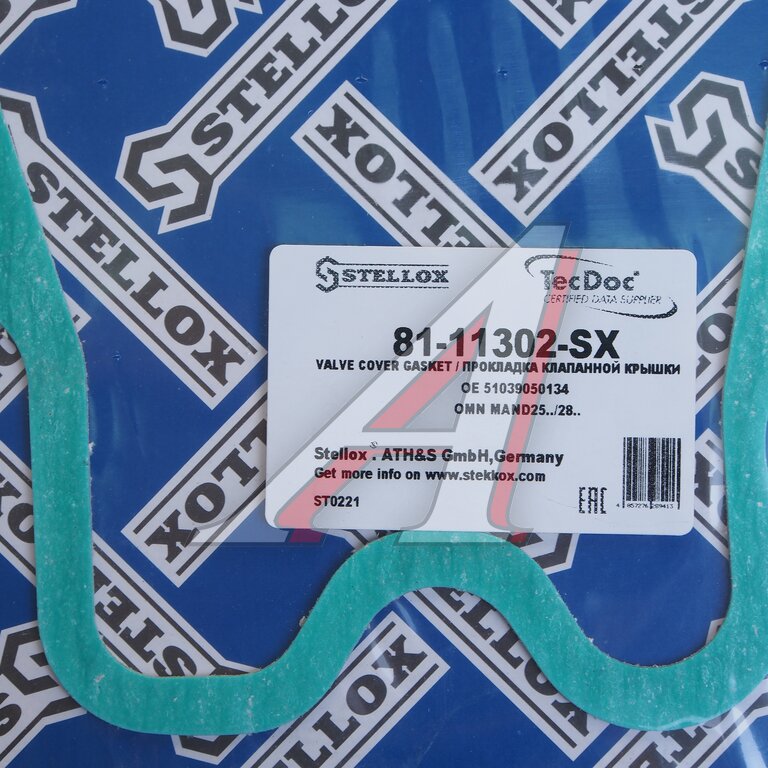 STELLOX
STELLOX
STELLOX
STELLOX
STELLOX
TecDoc
CERTIFIED DATA SUPPLIER
81-11302-SX
VALVE COVER GASKET / ПРОКЛАДКА КЛАПАННОЙ КРЫШКИ
OE 51039050134
OMN MAND25../28..
Stellox . ATH&S GmbH,Germany
Get more info on www.stekkox.com
ST0221
EAC
STELLOX
STELLOX